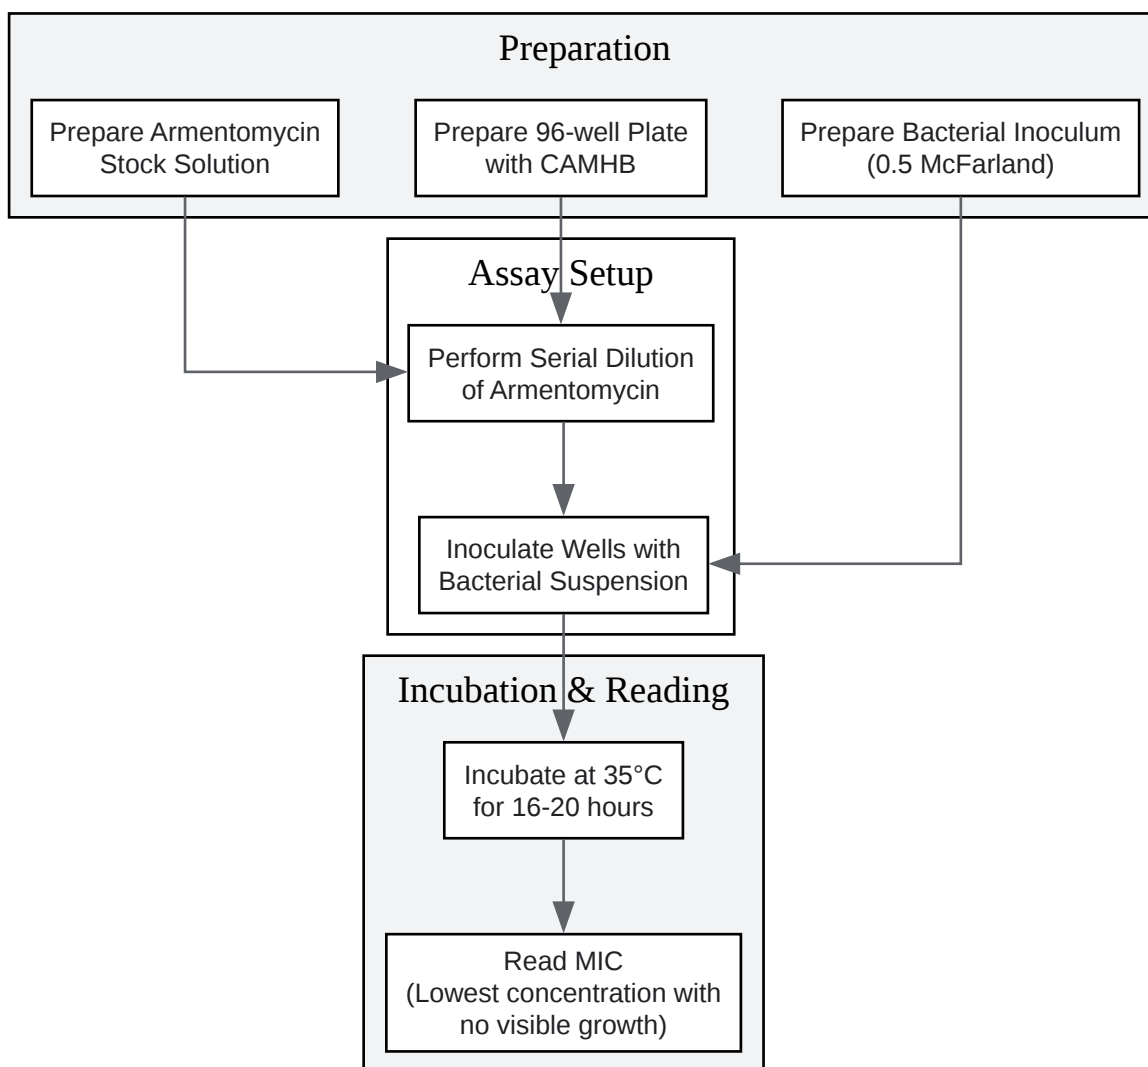 Preparation
Prepare Armentomycin
Stock Solution
Prepare 96-well Plate
with CAMHB
Prepare Bacterial Inoculum
(0.5 McFarland)
Assay Setup
Perform Serial Dilution
of Armentomycin
Inoculate Wells with
Bacterial Suspension
Incubation & Reading
Incubate at 35°C
for 16-20 hours
Read MIC
(Lowest concentration with
no visible growth)